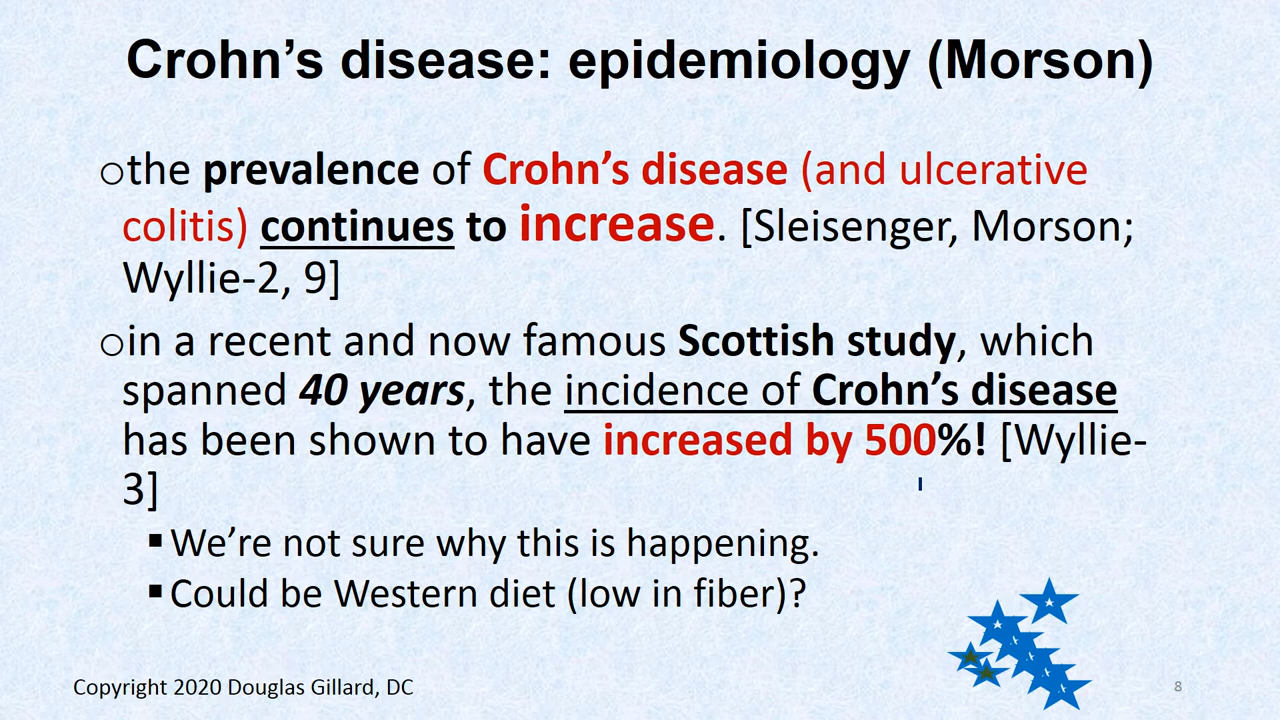 Crohn’s disease: epidemiology (Morson)
othe prevalence of Crohn’s disease (and ulcerative
colitis) continues to increase. [Sleisenger, Morson;
Wyllie-2, 9]
oin a recent and now famous Scottish study, which
spanned 40 years, the incidence of Crohn’s disease
has been shown to have increased by 500%! [Wyllie-
3]
▪We’re not sure why this is happening.
▪Could be Western diet (low in fiber)?
Copyright 2020 Douglas Gillard, DC
8